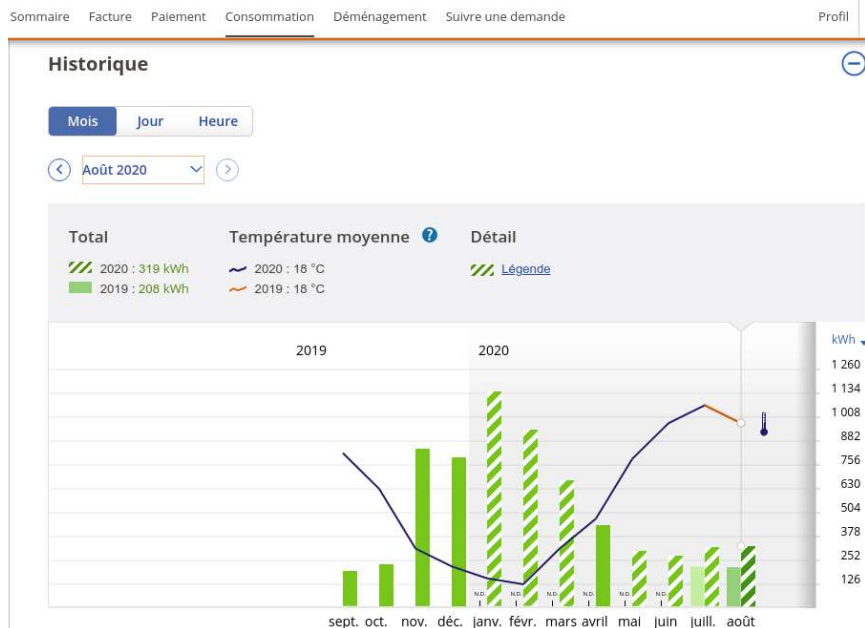 Sommaire Facture Paiement Consommation Déménagement Suivre une demande Profil
Historique
Mois Jour Heure
Août 2020
Total Température moyenne ? Détail
2020 : 319 kWh 2020 : 18 °C Légende
2019 : 208 kWh 2019 : 18 °C
kWh
2019 2020
1 260
1 134
1 008
882
756
630
504
378
252
126
N.D. N.D. N.D. N.D. N.D. N.D.
sept. oct. nov. déc. janv. févr. mars avril mai juin juill. août